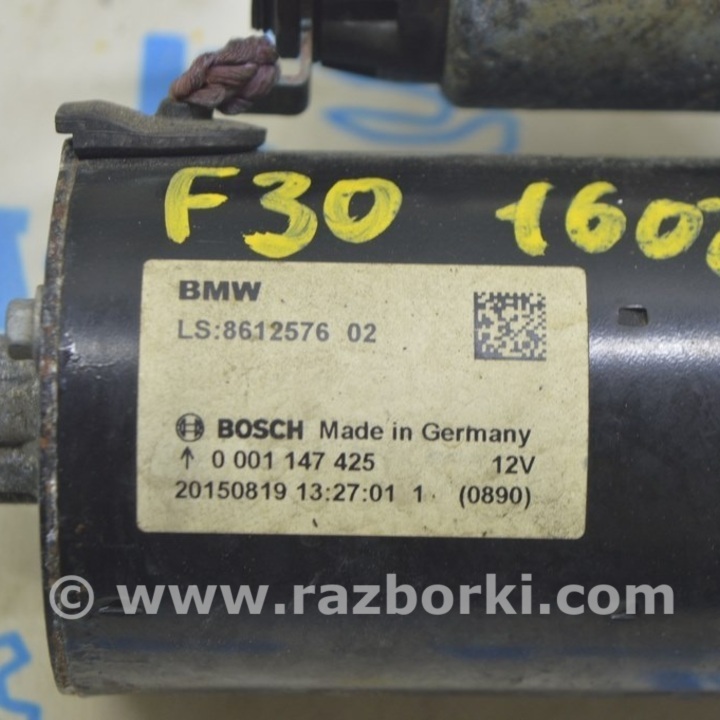 F30 1607
BMW
LS:8612576 02
BOSCH Made in Germany
↑ 0 001 147 425 12V
20150819 13:27:01 1 (0890)
© www.razborki.com